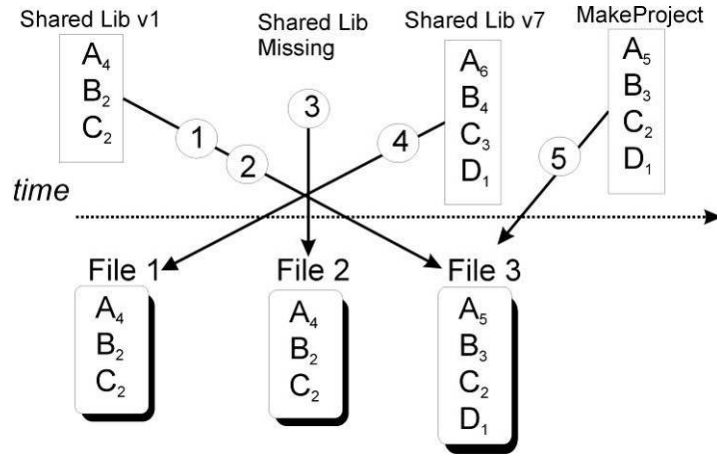 Shared Lib v1
A₄
B₂
C₂
Shared Lib
Missing
Shared Lib v7
A₆
B₄
C₃
D₁
MakeProject
A₅
B₃
C₂
D₁
1
2
3
4
5
time
File 1
A₄
B₂
C₂
File 2
A₄
B₂
C₂
File 3
A₅
B₃
C₂
D₁